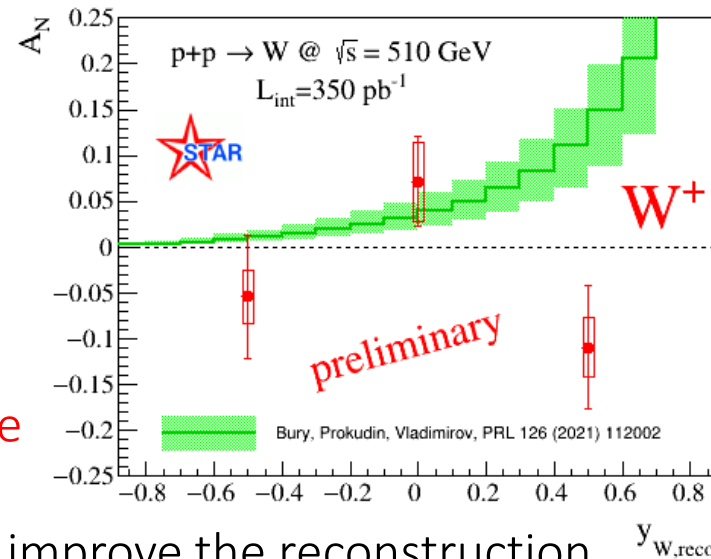 A_N
p+p → W @ √s = 510 GeV
L_int=350 pb^-1
STAR
W^+
preliminary
e
Bury, Prokudin, Vladimirov, PRL 126 (2021) 112002
0.2
0.15
0.1
0.05
0
−0.05
−0.1
−0.15
−0.2
−0.25
−0.8 −0.6 −0.4 −0.2 0 0.2 0.4 0.6 0.8
y_W,reco
improve the reconstruction